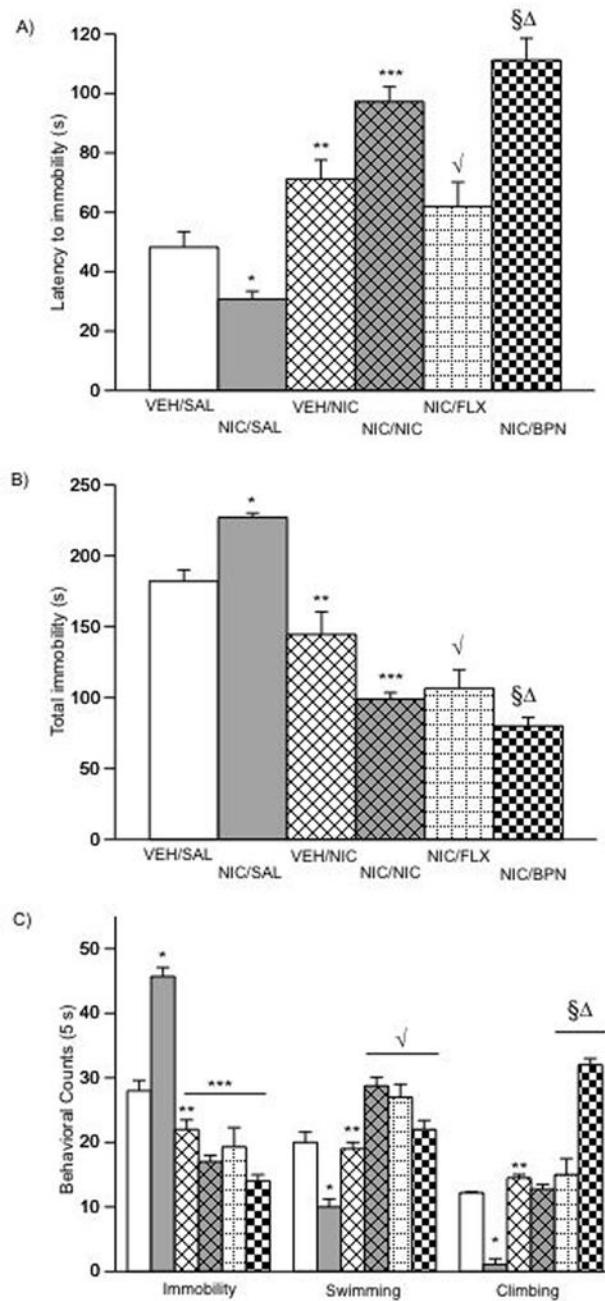 A)
Latency to immobility (s)
120
100
80
60
40
20
0
*
**
***
√
§Δ
VEH/SAL
NIC/SAL
VEH/NIC
NIC/NIC
NIC/FLX
NIC/BPN
B)
Total immobility (s)
250
200
150
100
50
0
*
**
***
√
§Δ
VEH/SAL
NIC/SAL
VEH/NIC
NIC/NIC
NIC/FLX
NIC/BPN
C)
Behavioral Counts (5 s)
50
40
30
20
10
0
*
**
***
*
**
√
*
**
§Δ
Immobility
Swimming
Climbing